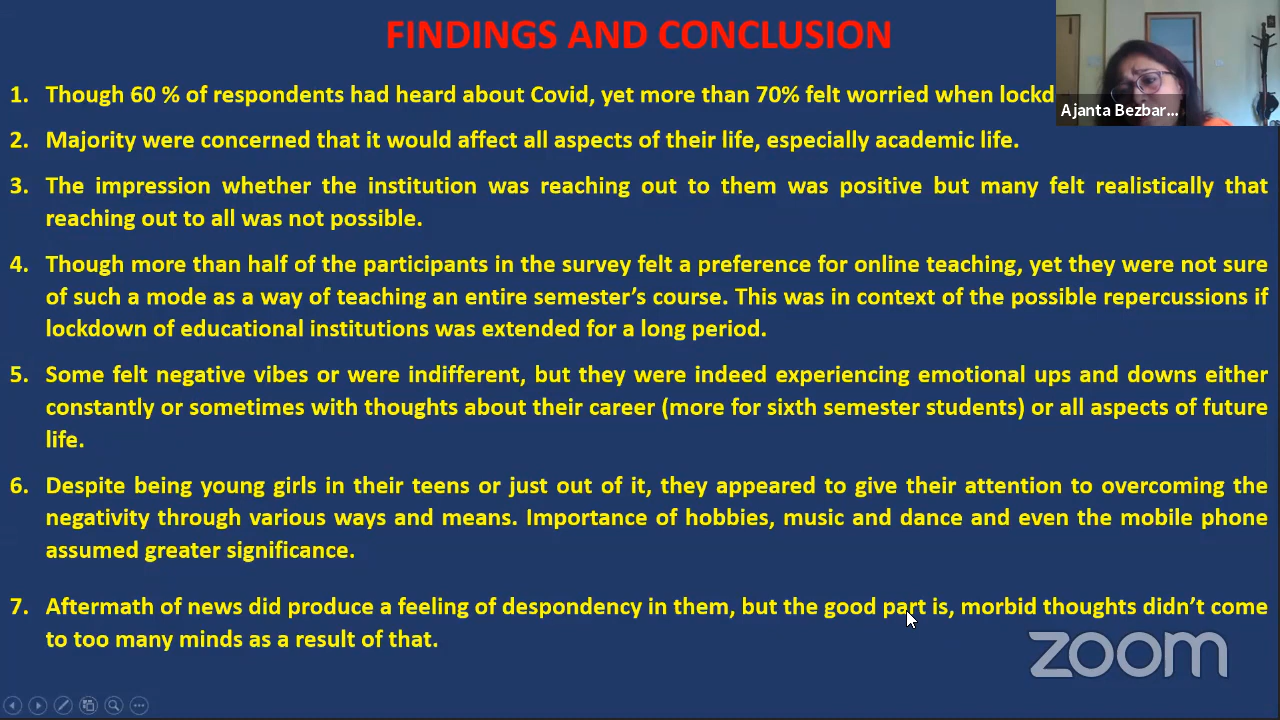 FINDINGS AND CONCLUSION
1. Though 60 % of respondents had heard about Covid, yet more than 70% felt worried when lockd
Ajanta Bezbar...
2. Majority were concerned that it would affect all aspects of their life, especially academic life.
3. The impression whether the institution was reaching out to them was positive but many felt realistically that
reaching out to all was not possible.
4. Though more than half of the participants in the survey felt a preference for online teaching, yet they were not sure
of such a mode as a way of teaching an entire semester’s course. This was in context of the possible repercussions if
lockdown of educational institutions was extended for a long period.
5. Some felt negative vibes or were indifferent, but they were indeed experiencing emotional ups and downs either
constantly or sometimes with thoughts about their career (more for sixth semester students) or all aspects of future
life.
6. Despite being young girls in their teens or just out of it, they appeared to give their attention to overcoming the
negativity through various ways and means. Importance of hobbies, music and dance and even the mobile phone
assumed greater significance.
7. Aftermath of news did produce a feeling of despondency in them, but the good part is, morbid thoughts didn’t come
to too many minds as a result of that.
zoom